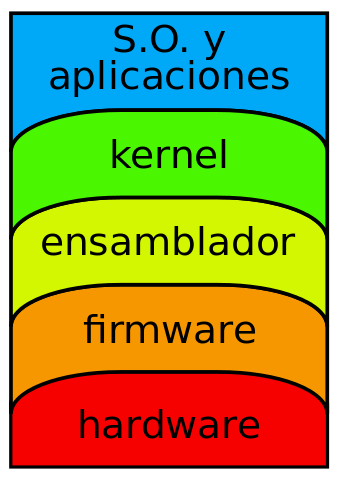 S.O. y
aplicaciones
kernel
ensamblador
firmware
hardware